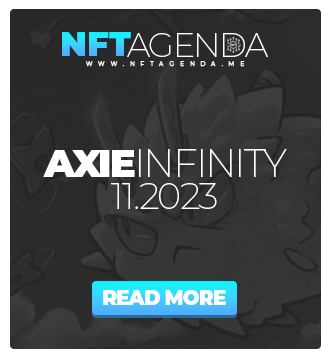 NFTAGENDA
WWW.NFTAGENDA.ME
AXIEINFINITY
11.2023
READ MORE